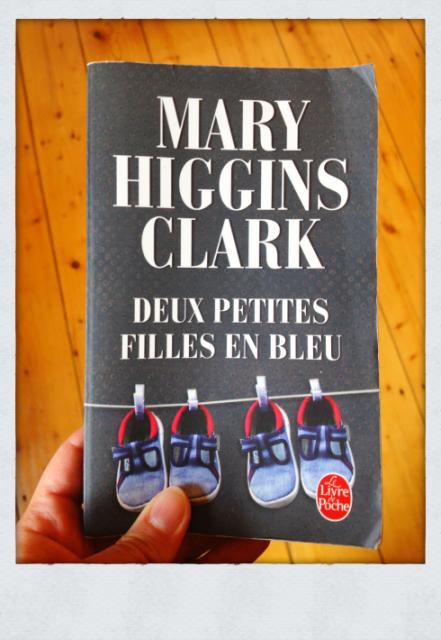 MARY
HIGGINS
CLARK
DEUX PETITES
FILLES EN BLEU
Le
Livre
de
Poche